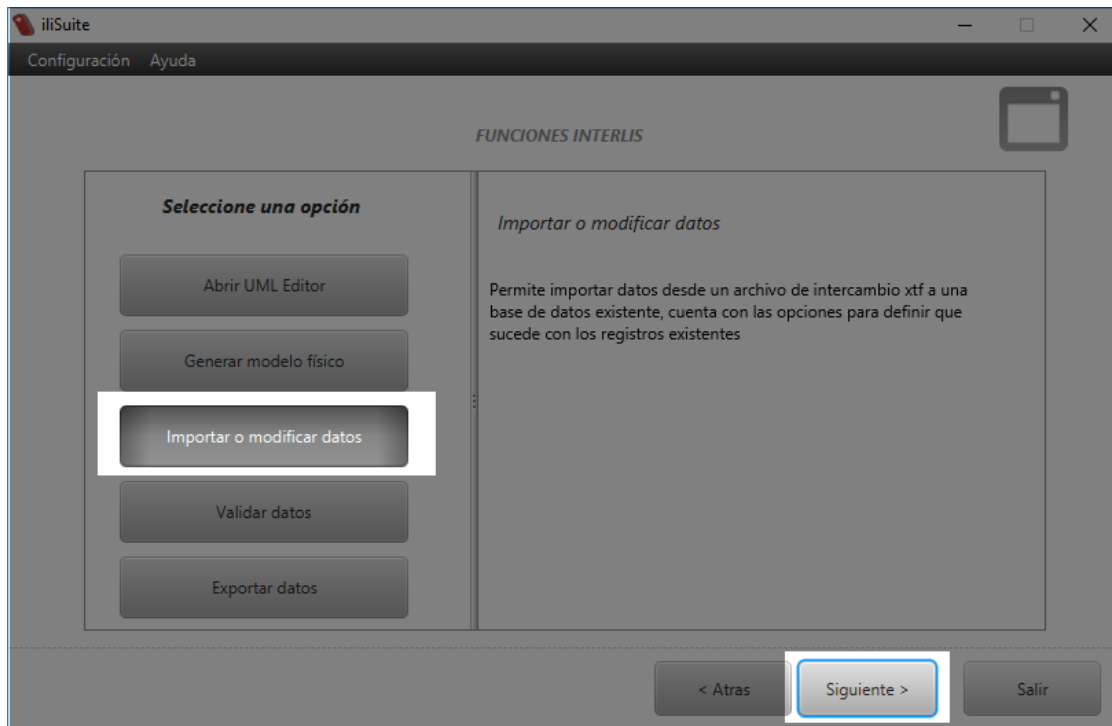 iliSuite
Configuración Ayuda
FUNCIONES INTERLIS
Seleccione una opción
Abrir UML Editor
Generar modelo físico
Importar o modificar datos
Validar datos
Exportar datos
Importar o modificar datos
Permite importar datos desde un archivo de intercambio xtf a una
base de datos existente, cuenta con las opciones para definir que
sucede con los registros existentes
< Atras
Siguiente >
Salir